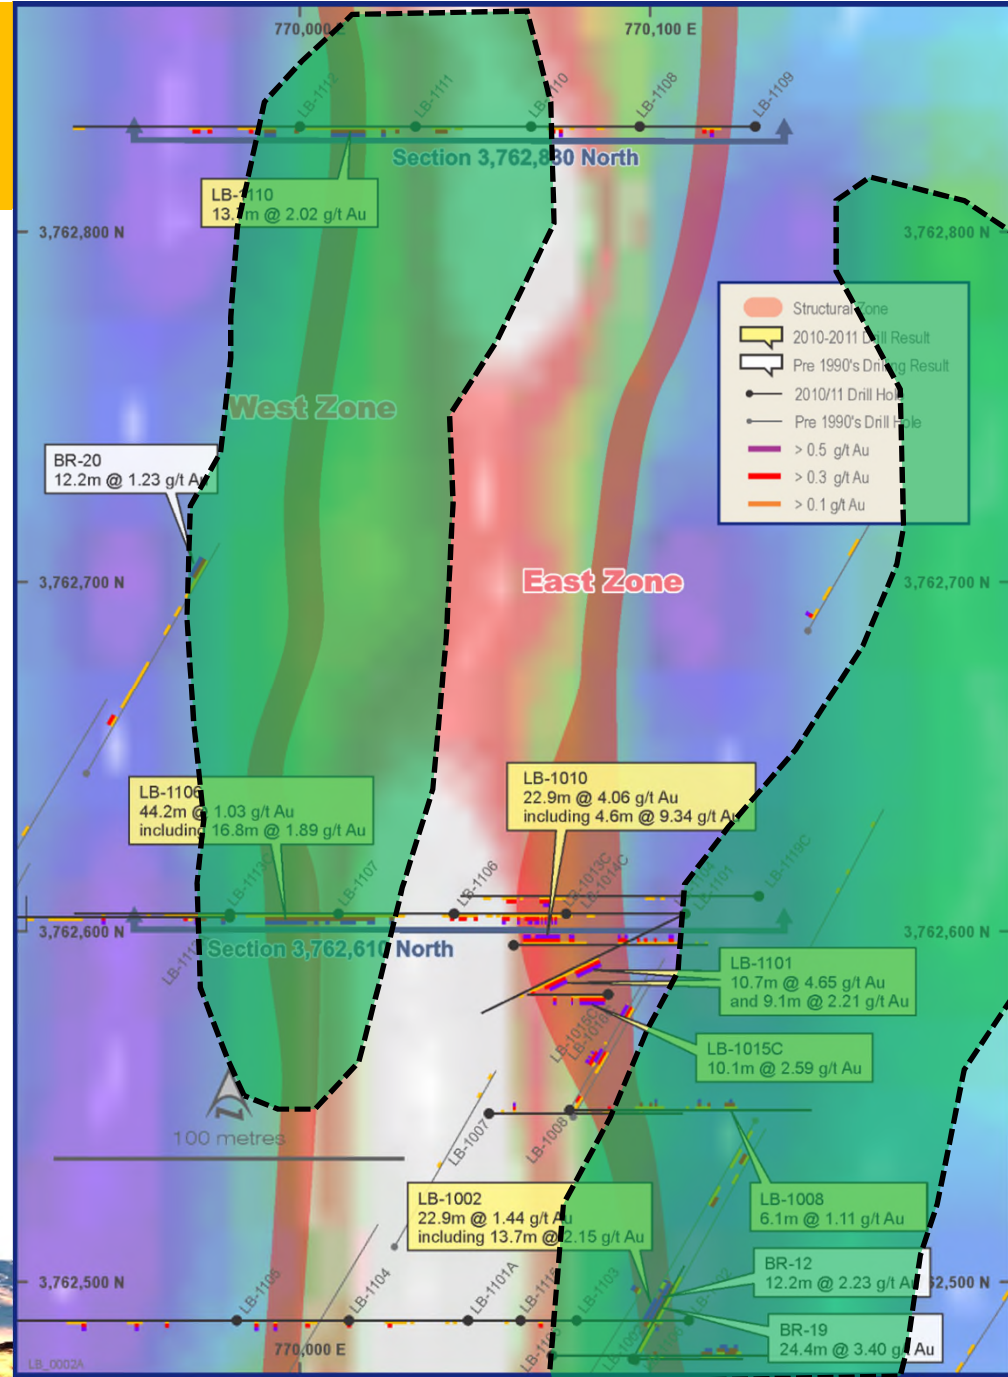 770,000 E
770,100 E
LB-1112
LB-1111
LB-1110
LB-1108
LB-1109
Section 3,762,830 North
LB-1110
13.7m @ 2.02 g/t Au
3,762,800 N
3,762,800 N
Structural Zone
2010-2011 Drill Result
Pre 1990's Drilling Result
2010/11 Drill Hole
Pre 1990's Drill Hole
> 0.5 g/t Au
> 0.3 g/t Au
> 0.1 g/t Au
West Zone
BR-20
12.2m @ 1.23 g/t Au
3,762,700 N
East Zone
3,762,700 N
LB-1010
22.9m @ 4.06 g/t Au
including 4.6m @ 9.34 g/t Au
LB-1106
44.2m @ 1.03 g/t Au
including 16.8m @ 1.89 g/t Au
LB-1113C
LB-1107
LB-1106
LB-1013C
LB-1014C
LB-1101
LB-1119C
3,762,600 N
3,762,600 N
Section 3,762,610 North
LB-1101
10.7m @ 4.65 g/t Au
and 9.1m @ 2.21 g/t Au
LB-1015C
LB-1015C
10.1m @ 2.59 g/t Au
100 metres
LB-1007
LB-1008
LB-1002
22.9m @ 1.44 g/t Au
including 13.7m @ 2.15 g/t Au
LB-1008
6.1m @ 1.11 g/t Au
BR-12
12.2m @ 2.23 g/t Au
3,762,500 N
LB-1105
LB-1104
LB-1101A
LB-1103
BR-19
24.4m @ 3.40 g/t Au
770,000 E
LB_0002A